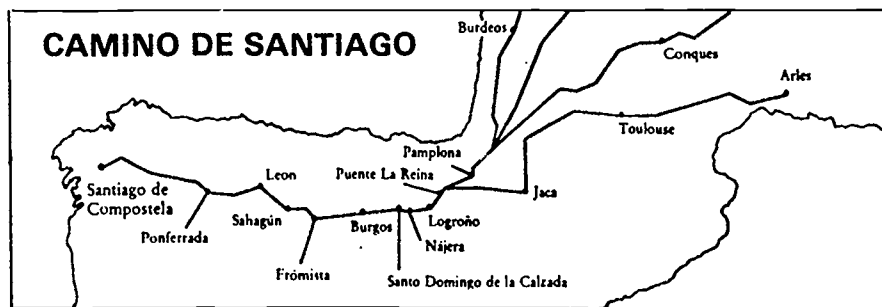 CAMINO DE SANTIAGO
Burdeos
Conques
Arles
Toulouse
Pamplona
Puente La Reina
Jaca
Leon
Santiago de
Compostela
Sahagún
Burgos
Logroño
Ponferrada
Nájera
Frómista
Santo Domingo de la Calzada